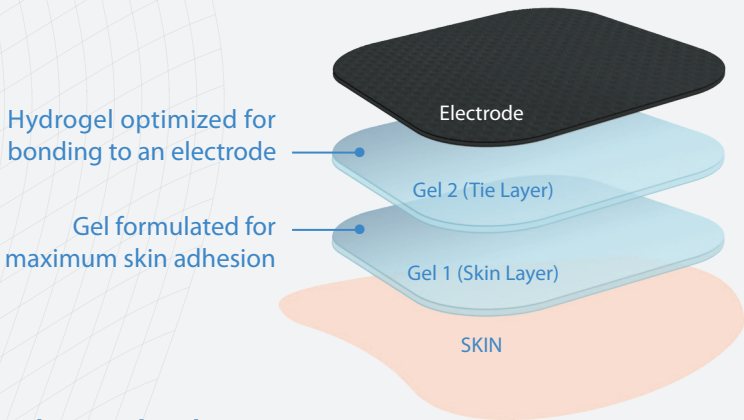 Electrode
Hydrogel optimized for
bonding to an electrode
Gel 2 (Tie Layer)
Gel formulated for
maximum skin adhesion
Gel 1 (Skin Layer)
SKIN